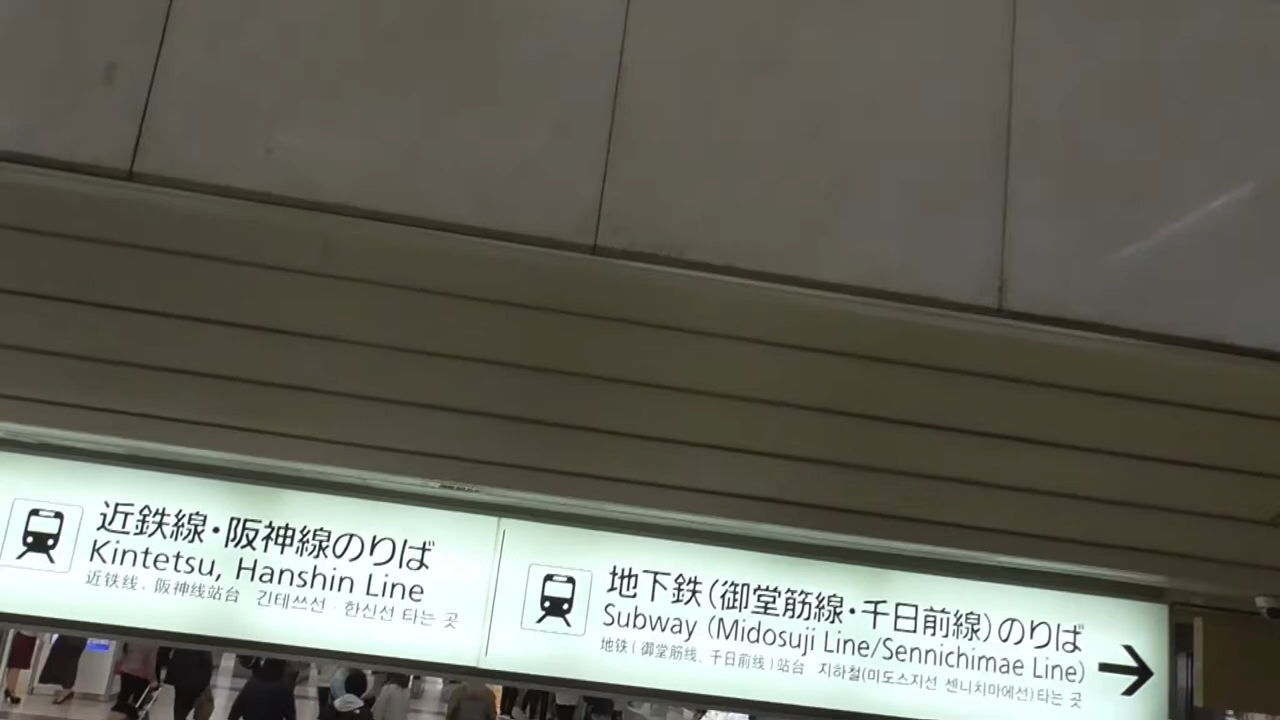 近鉄線・阪神線のりば
Kintetsu, Hanshin Line
近铁线、阪神线站台 긴테쓰선·한신선 타는 곳
地下鉄(御堂筋線・千日前線)のりば
Subway (Midosuji Line/Sennichimae Line)
地铁(御堂筋线、千日前线)站台 지하철(미도스지선 센니치마에선)타는 곳